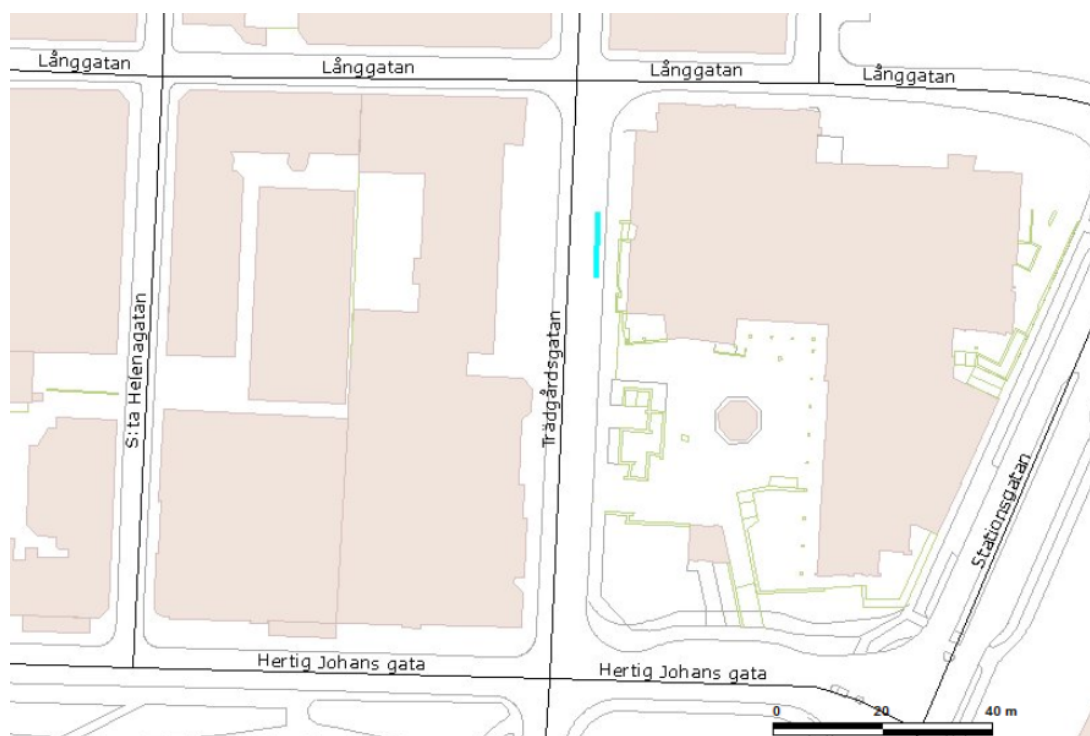 Långgatan
Långgatan
Långgatan
Långgatan
S:ta Helenagatan
Trädgårdsgatan
Stationsgatan
Hertig Johans gata
Hertig Johans gata
0 20 40 m